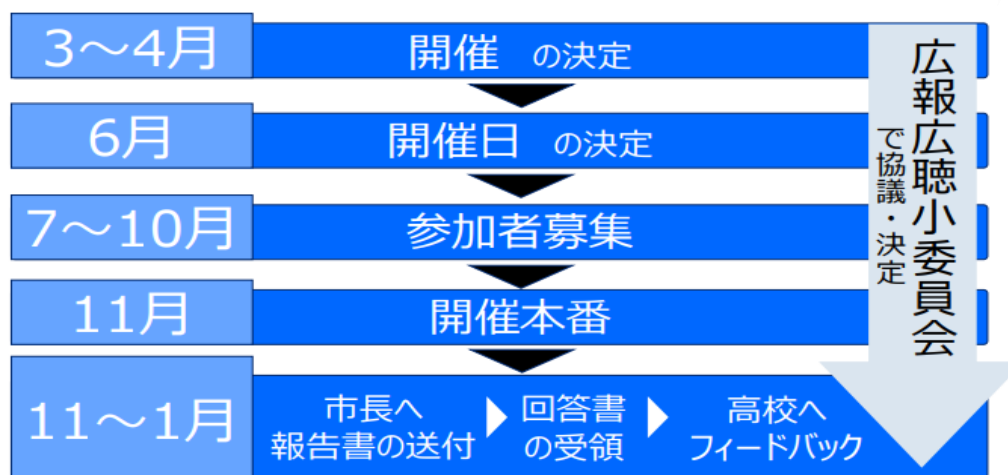 3～4月
開催 の決定
6月
開催日 の決定
7～10月
参加者募集
11月
開催本番
11～1月
市長へ
報告書の送付
回答書
の受領
高校へ
フィードバック
広報広聴小委員会
で協議・決定